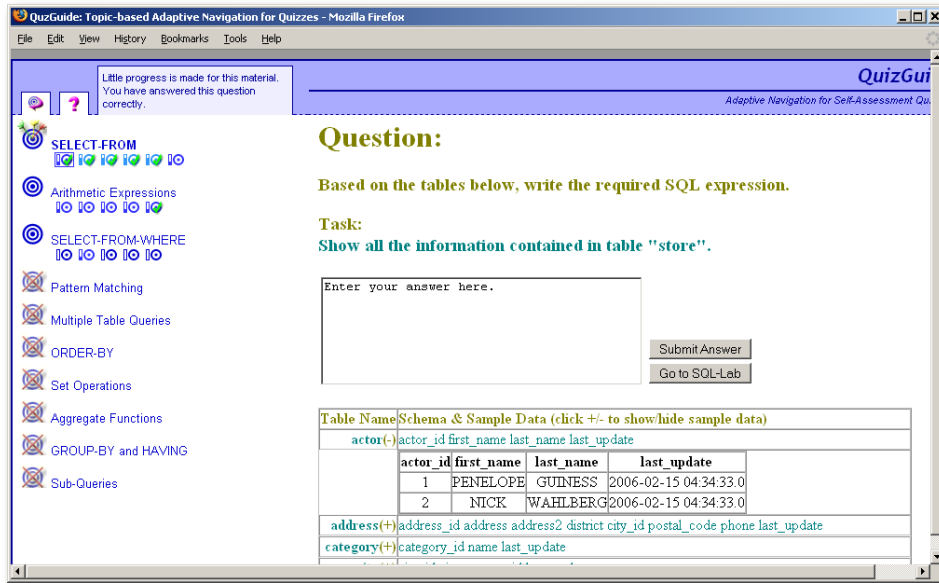 QuzGuide: Topic-based Adaptive Navigation for Quizzes - Mozilla Firefox
File Edit View History Bookmarks Tools Help
Little progress is made for this material.
You have answered this question
correctly.
?
QuizGui
Adaptive Navigation for Self-Assessment Qu
SELECT-FROM
Arithmetic Expressions
SELECT-FROM-WHERE
Pattern Matching
Multiple Table Queries
ORDER-BY
Set Operations
Aggregate Functions
GROUP-BY and HAVING
Sub-Queries
Question:
Based on the tables below, write the required SQL expression.
Task:
Show all the information contained in table "store".
Enter your answer here.
Submit Answer
Go to SQL-Lab
Table Name Schema & Sample Data (click +/- to show/hide sample data)
actor(-) actor_id first_name last_name last_update
actor_id first_name last_name last_update
1 PENELOPE GUINESS 2006-02-15 04:34:33.0
2 NICK WAHLBERG 2006-02-15 04:34:33.0
address(+) address_id address address2 district city_id postal_code phone last_update
category(+) category_id name last_update